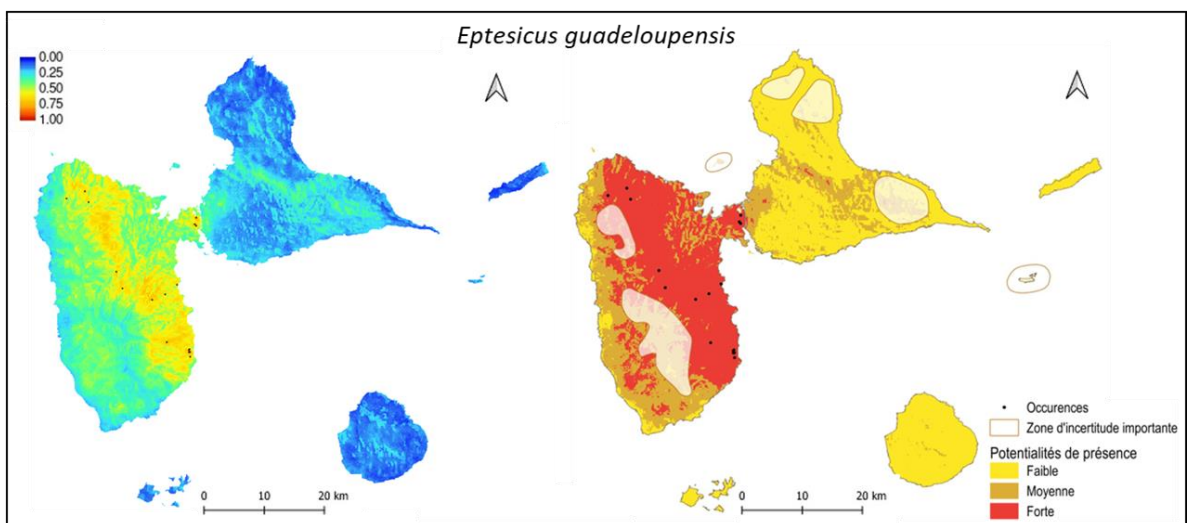 Eptesicus guadeloupensis
0.00
0.25
0.50
0.75
1.00
0 10 20 km
0 10 20 km
Occurences
Zone d'incertitude importante
Potentialités de présence
Faible
Moyenne
Forte